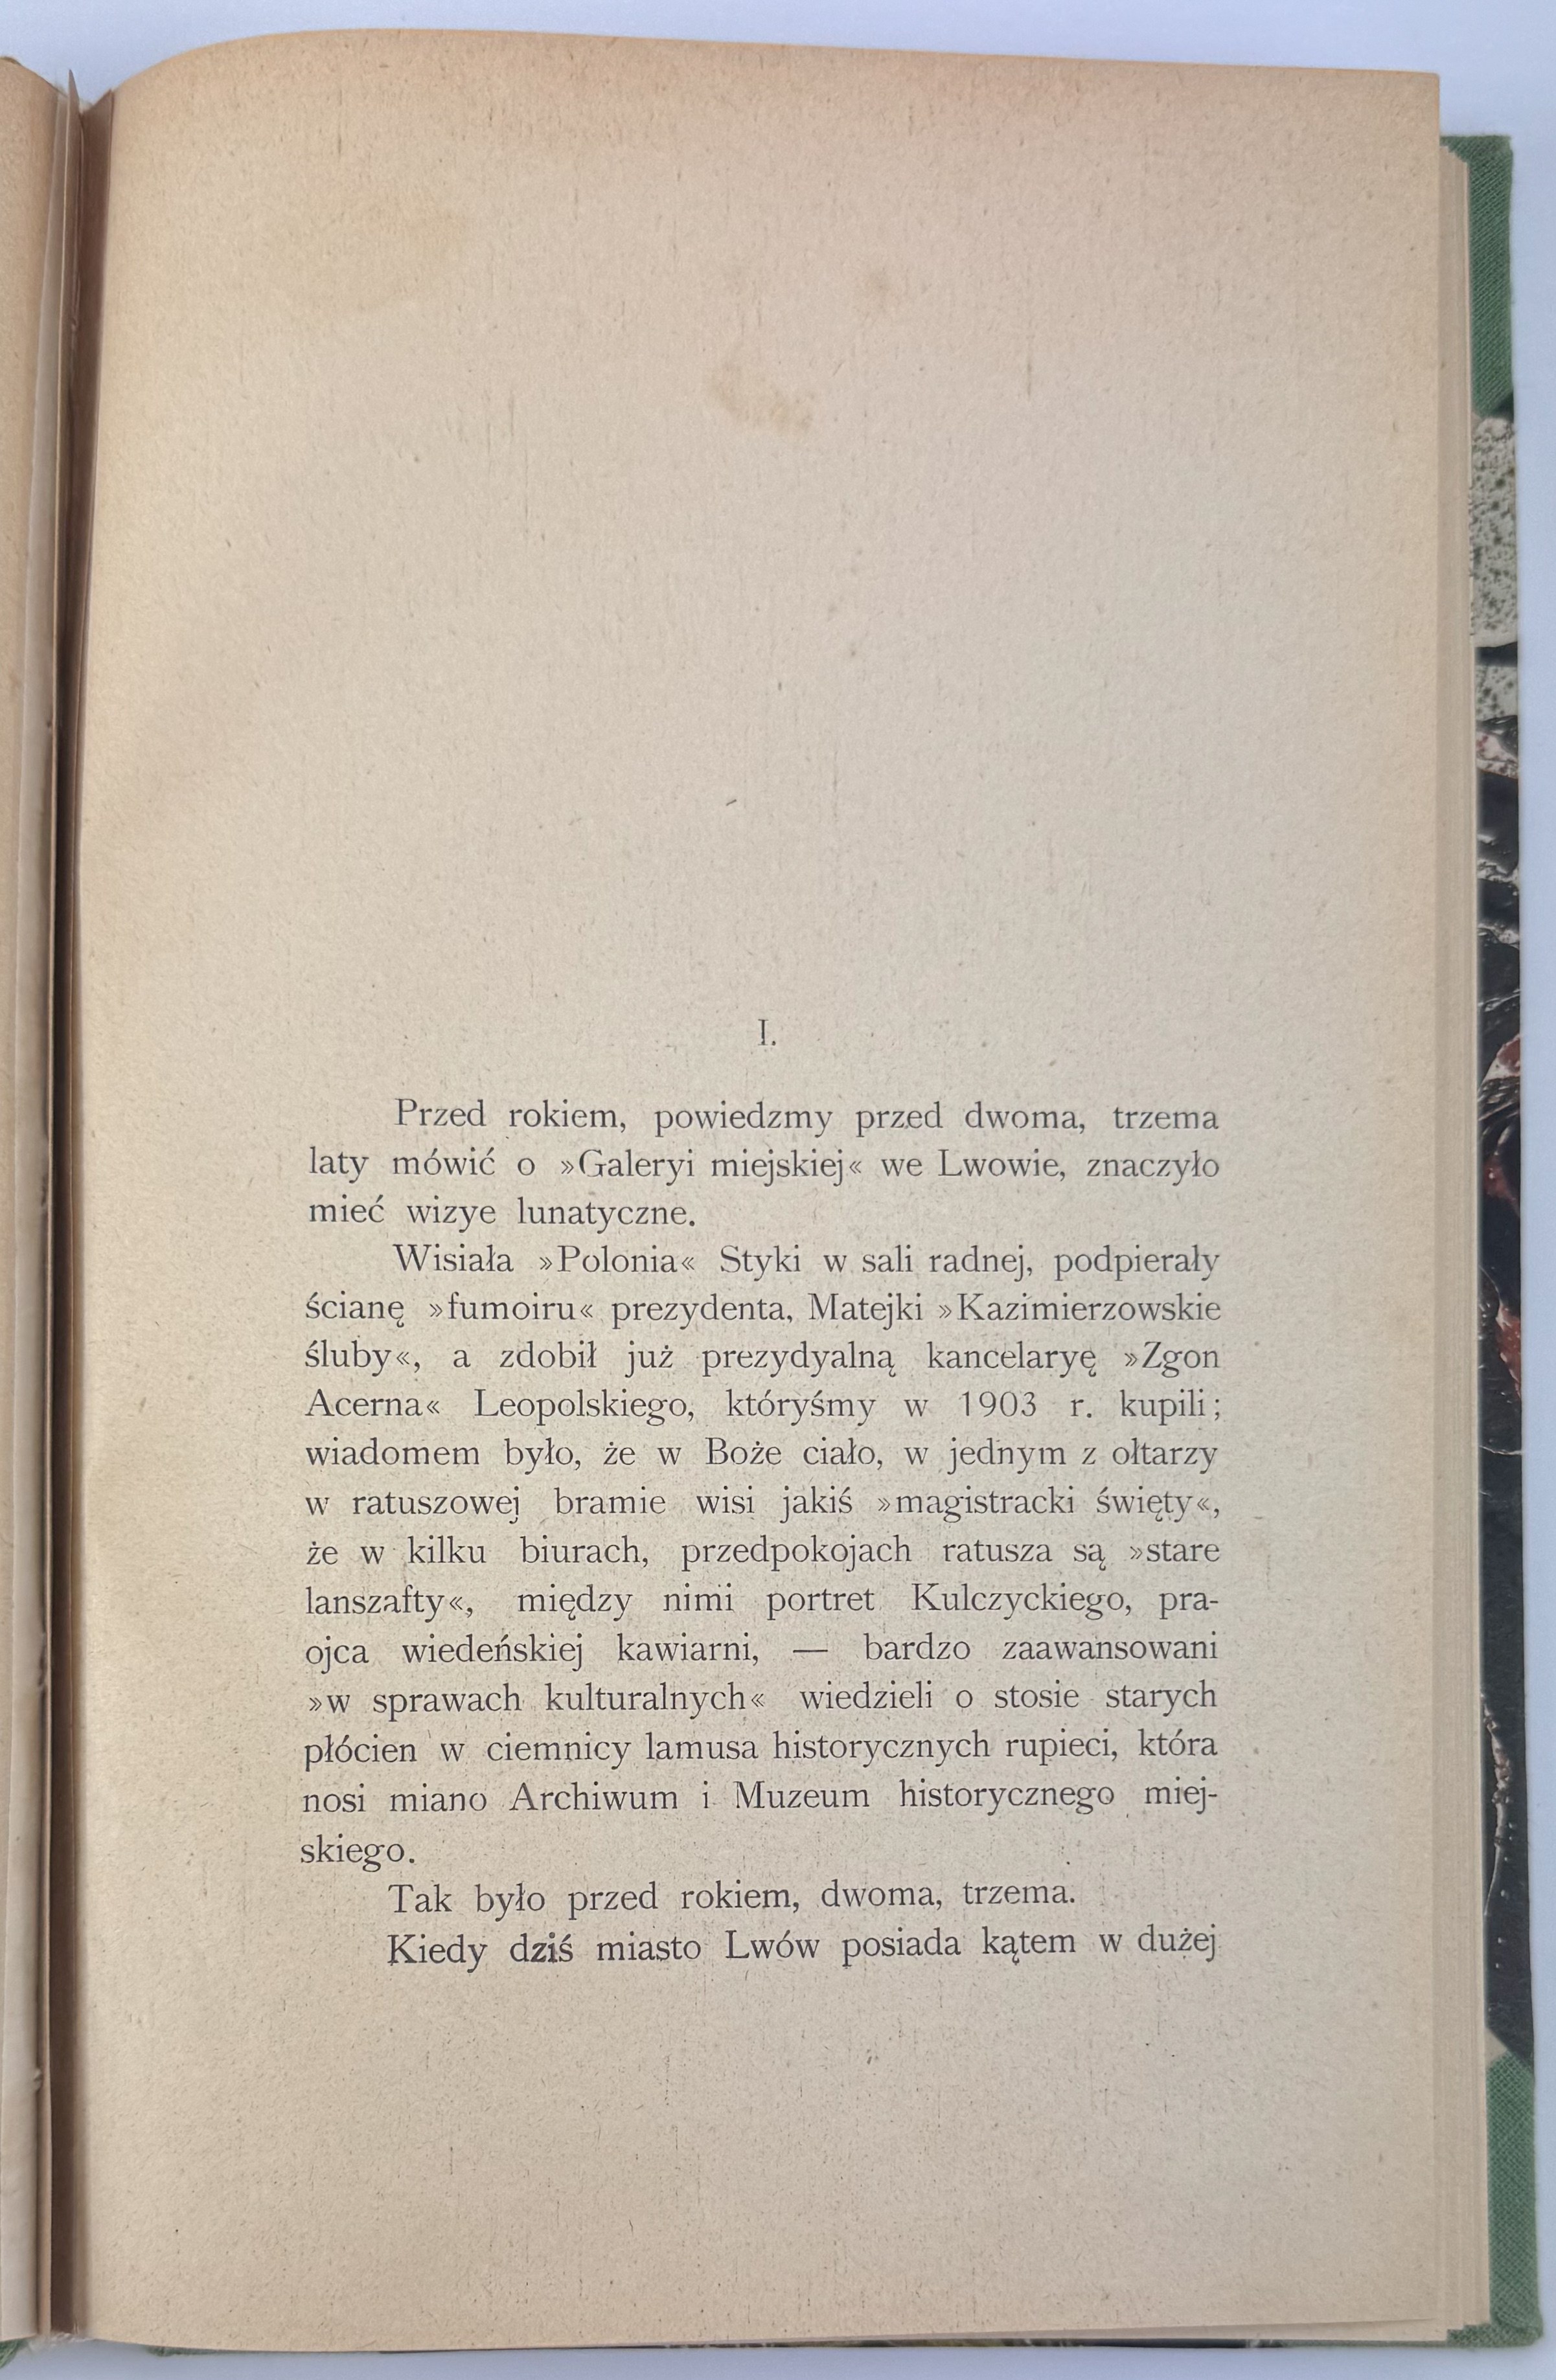 I.
Przed rokiem, powiedzmy przed dwoma, trzema
laty mówić o »Galeryi miejskiej« we Lwowie, znaczyło
mieć wizye lunatyczne.
Wisiała »Polonia« Styki w sali radnej, podpierały
ścianę »fumoiru« prezydenta, Matejki »Kazimierzowskie
śluby«, a zdobił już prezydyalną kancelaryę »Zgon
Acerna« Leopolskiego, któryśmy w 1903 r. kupili;
wiadomem było, że w Boże ciało, w jednym z ołtarzy
w ratuszowej bramie wisi jakiś »magistracki święty«,
że w kilku biurach, przedpokojach ratusza są »stare
lanszafty«, między nimi portret Kulczyckiego, pra-
ojca wiedeńskiej kawiarni, — bardzo zaawansowani
»w sprawach kulturalnych« wiedzieli o stosie starych
płócien w ciemnicy lamusa historycznych rupieci, która
nosi miano Archiwum i Muzeum historycznego miej-
skiego.
Tak było przed rokiem, dwoma, trzema.
Kiedy dziś miasto Lwów posiada kątem w dużej